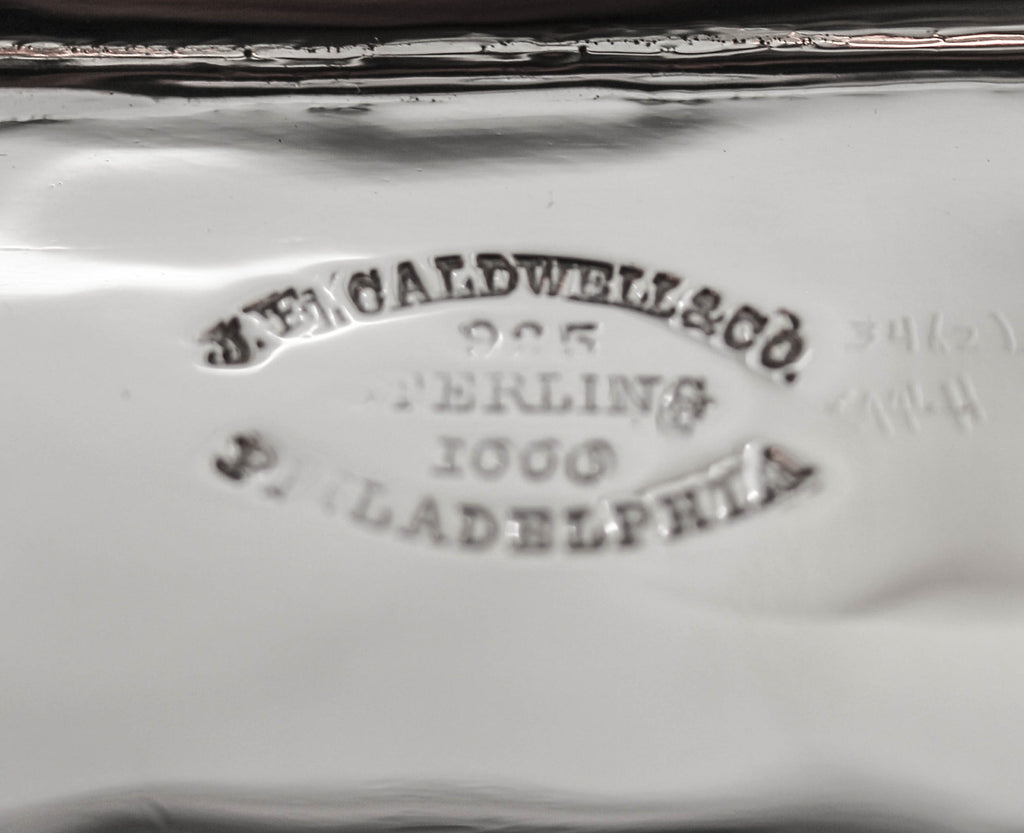 J.E. CALDWELL & CO.
925
STERLING
1000
PHILADELPHIA